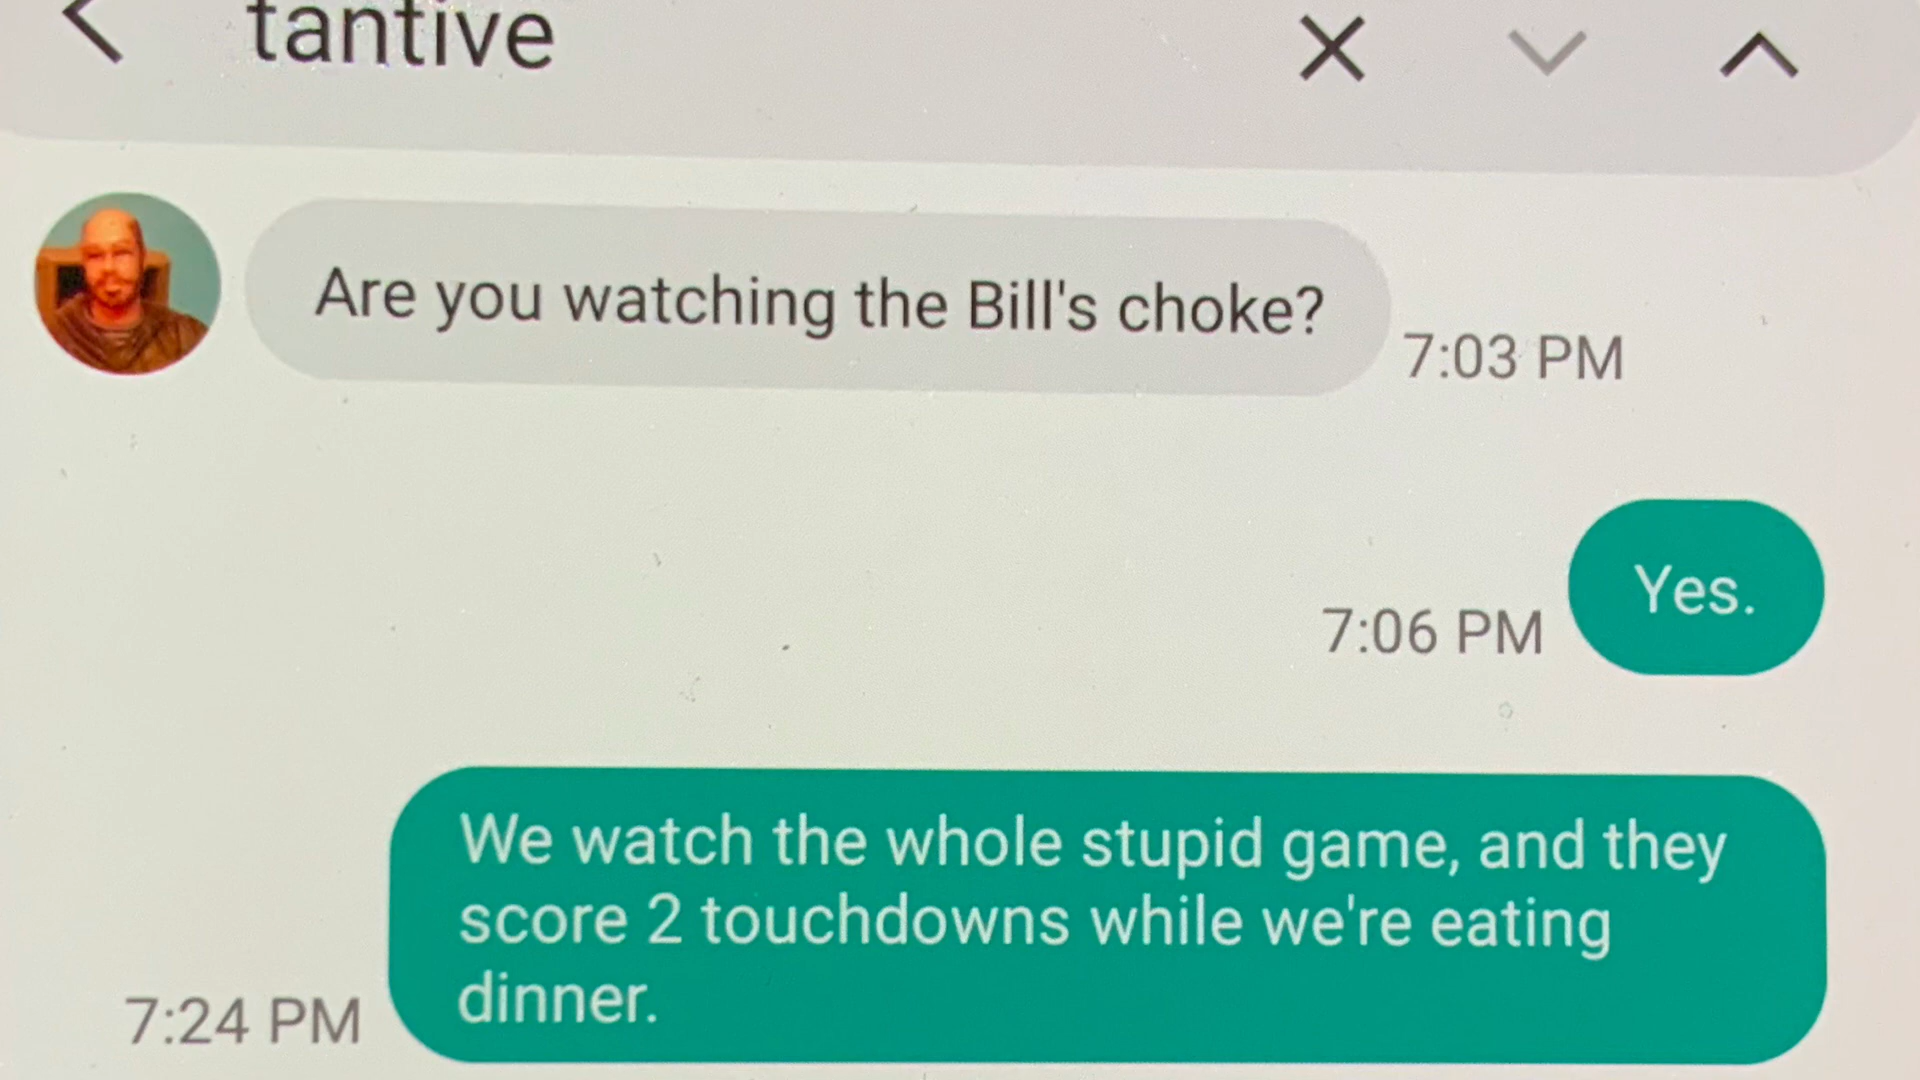 tantive
Are you watching the Bill's choke?
7:03 PM
Yes.
7:06 PM
We watch the whole stupid game, and they
score 2 touchdowns while we're eating
dinner.
7:24 PM